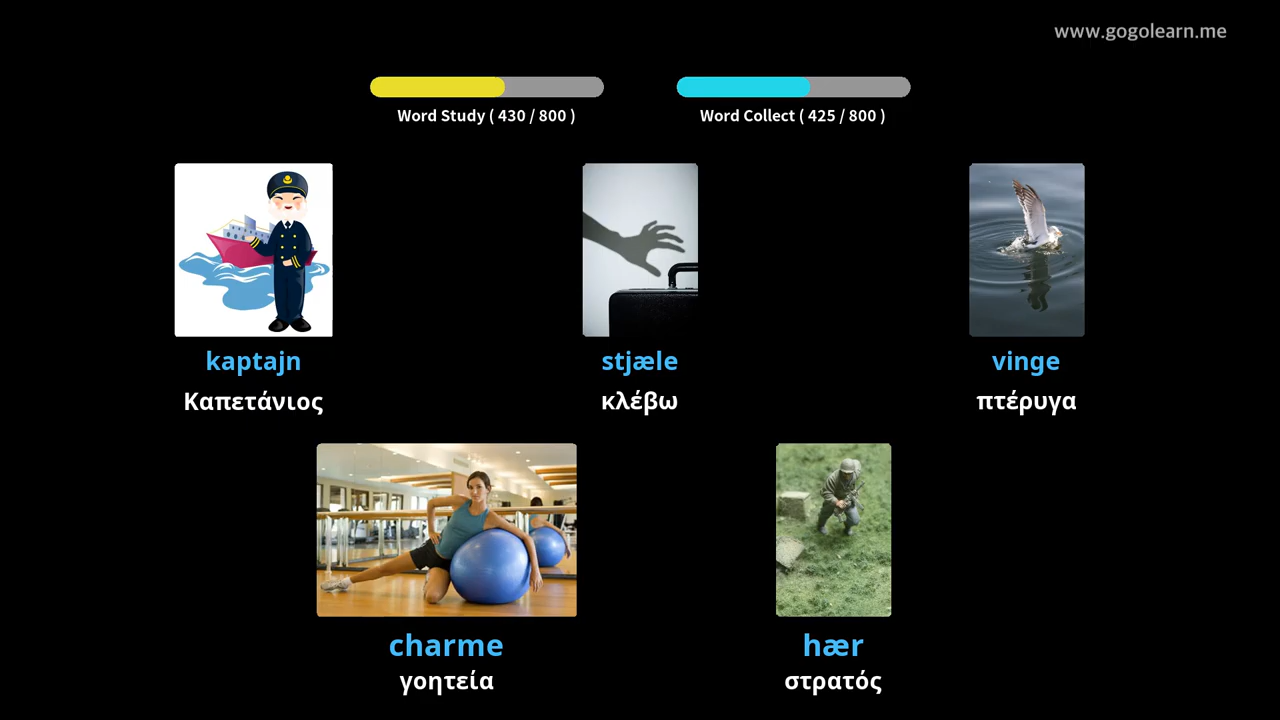 www.gogolearn.me
Word Study ( 430 / 800 )
Word Collect ( 425 / 800 )
kaptajn
Καπετάνιος
stjæle
κλέβω
vinge
πτέρυγα
charme
γοητεία
hær
στρατός